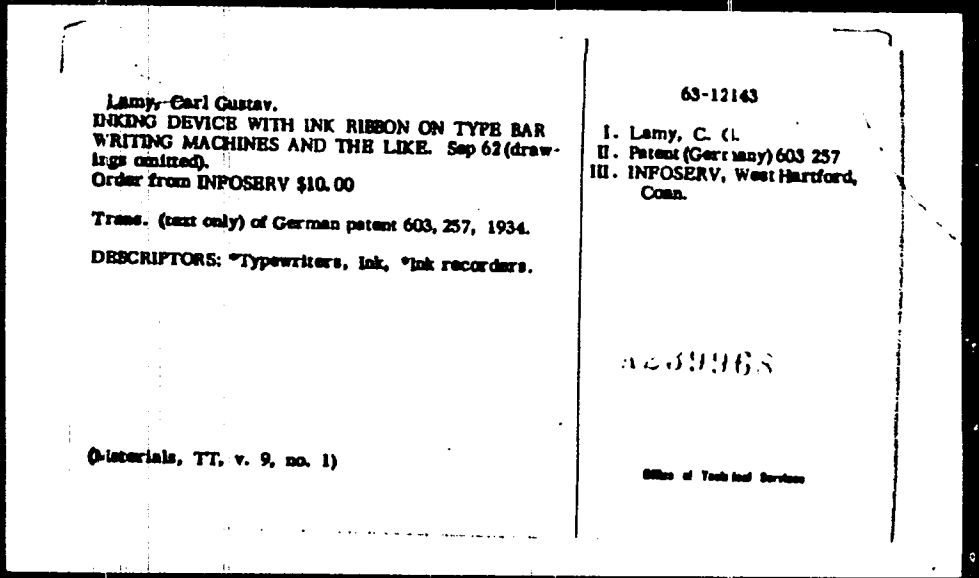 Lamy, Carl Gustav.
INKING DEVICE WITH INK RIBBON ON TYPE BAR
WRITING MACHINES AND THE LIKE. Sep 62 (draw-
ings omitted).
Order from INFOSERV $10.00
Trans. (text only) of German patent 603, 257, 1934.
DESCRIPTORS: *Typewriters, Ink, *Ink recorders.
(Materials, TT, v. 9, no. 1)
63-12143
I. Lamy, C. G.
II. Patent (Germany) 603 257
III. INFOSERV, West Hartford,
Conn.
Office of Technical Services